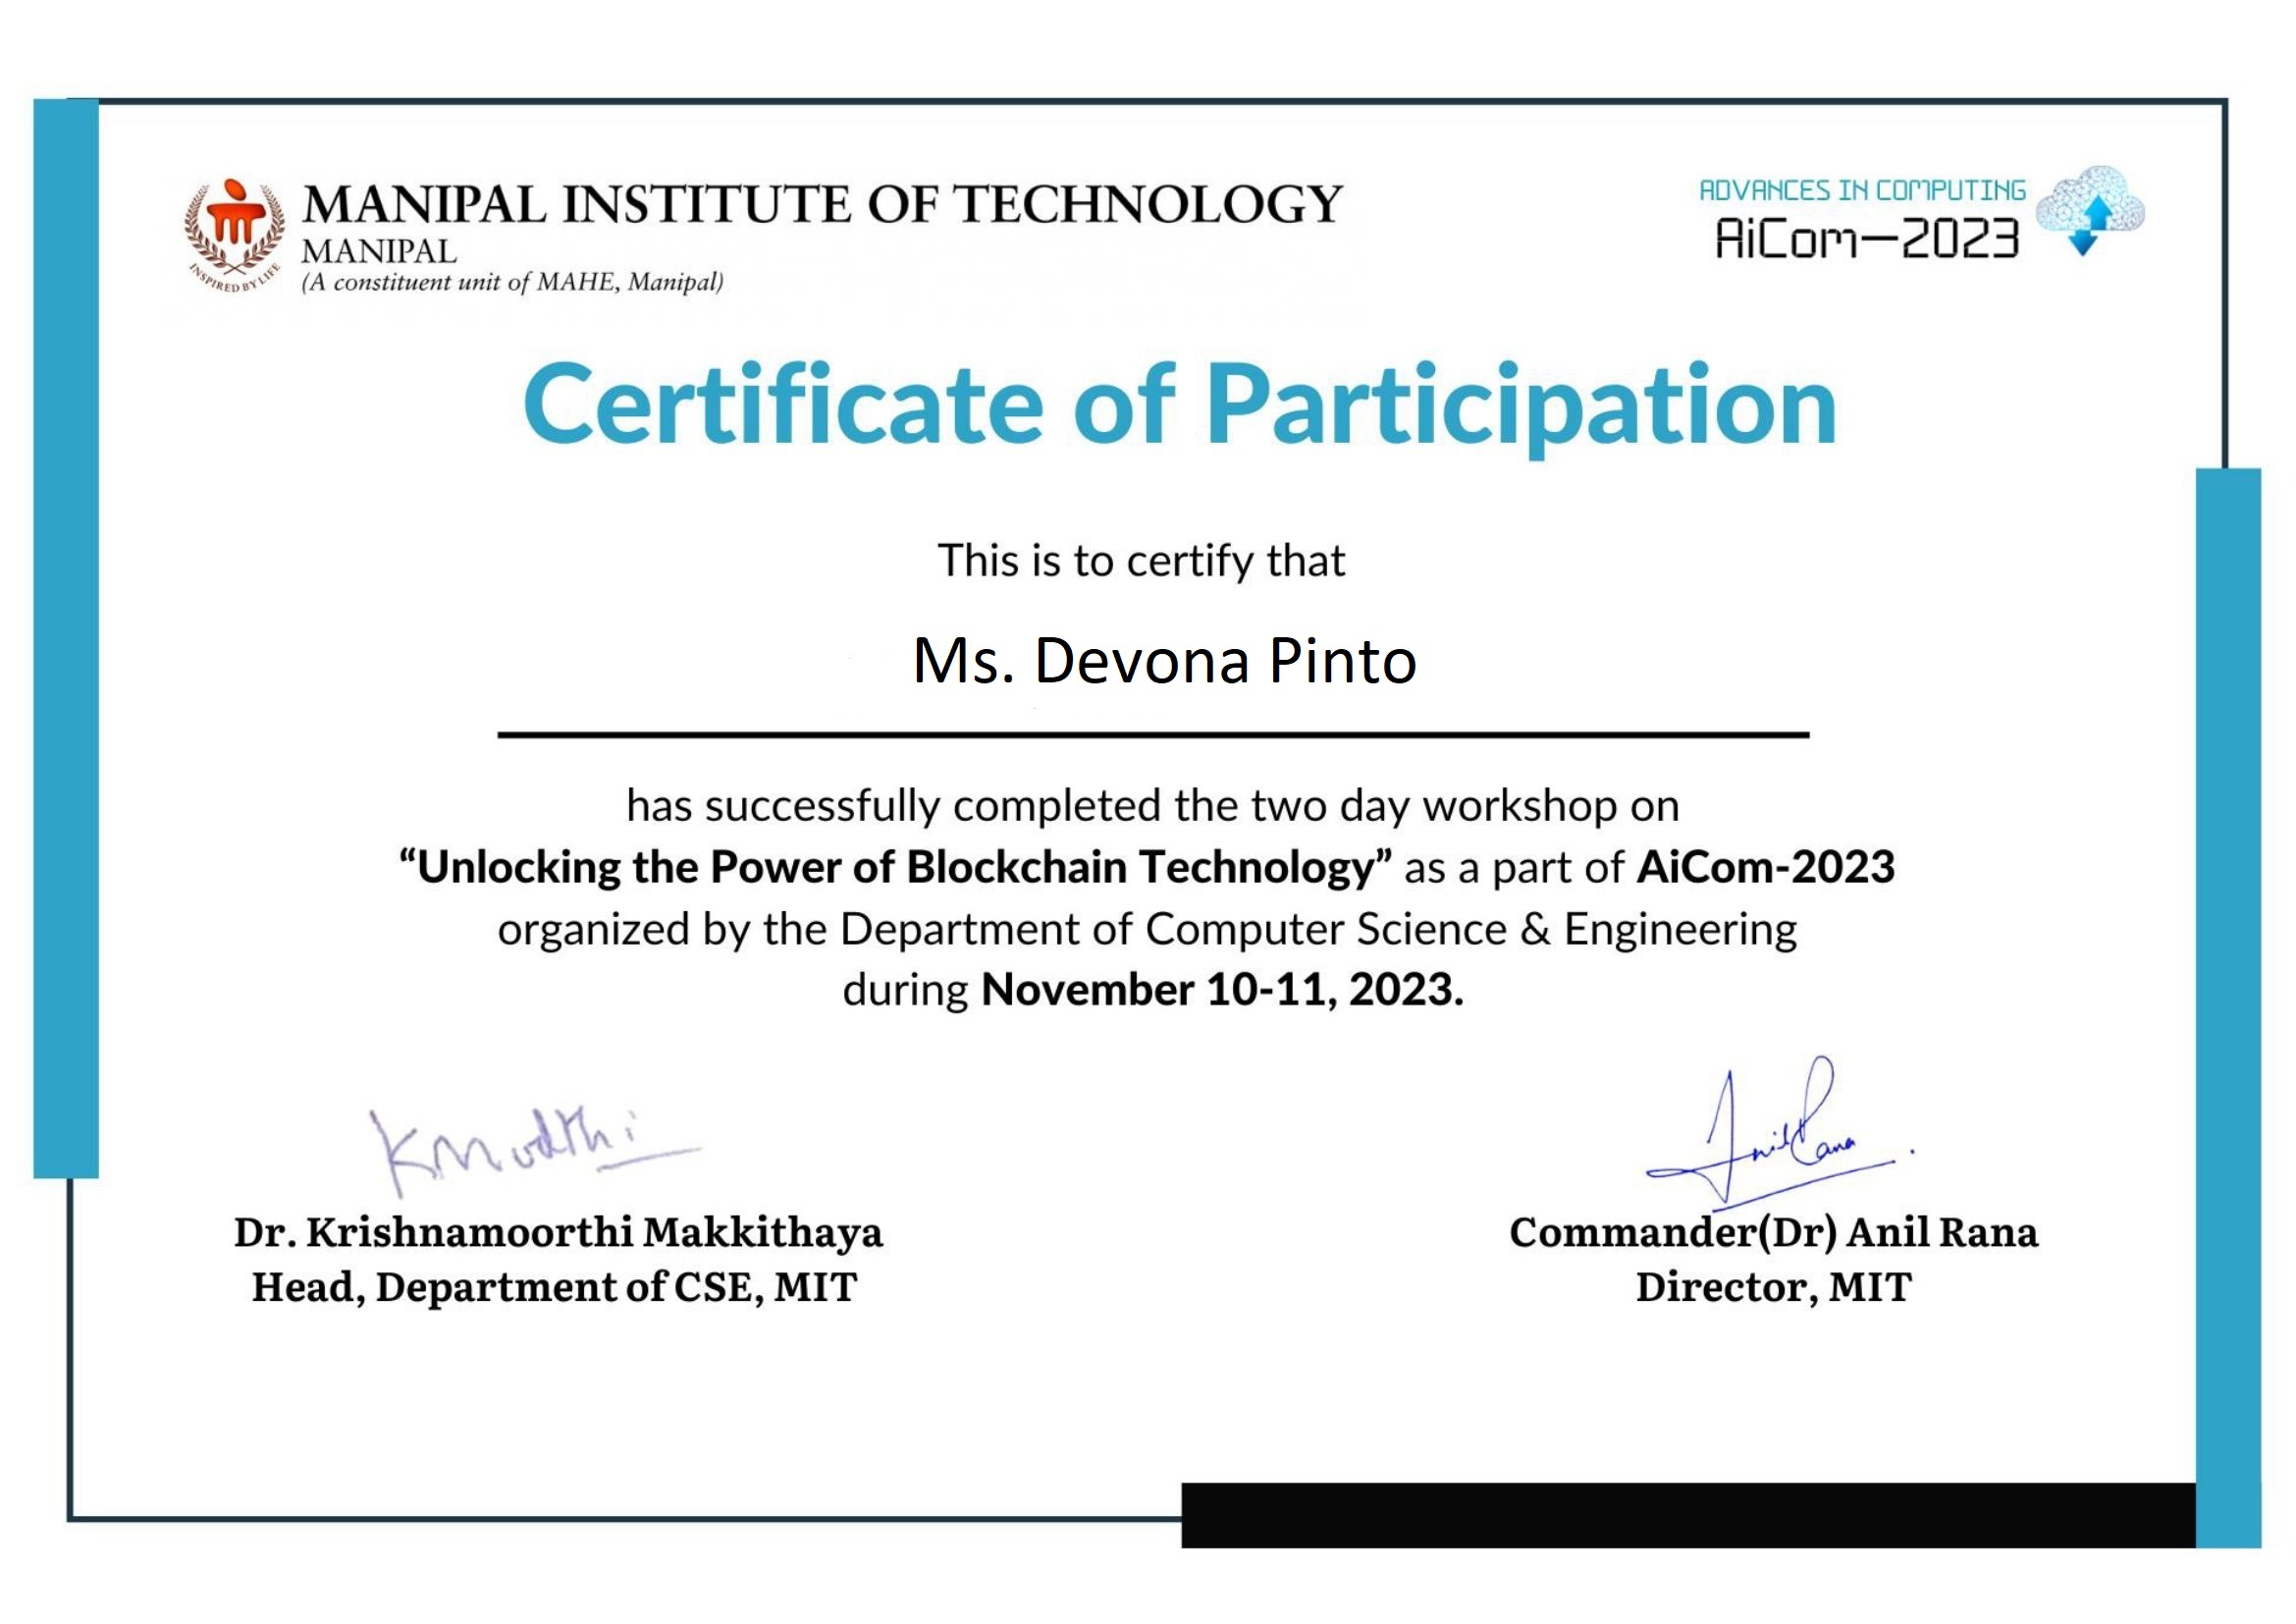 MANIPAL INSTITUTE OF TECHNOLOGY
MANIPAL
(A constituent unit of MAHE, Manipal)
INSPIRED BY LIFE
ADVANCES IN COMPUTING
AiCom—2023
Certificate of Participation
This is to certify that
Ms. Devona Pinto
has successfully completed the two day workshop on
“Unlocking the Power of Blockchain Technology” as a part of AiCom-2023
organized by the Department of Computer Science & Engineering
during November 10-11, 2023.
KMoorthi
Anil Rana
Dr. Krishnamoorthi Makkithaya
Head, Department of CSE, MIT
Commander(Dr) Anil Rana
Director, MIT